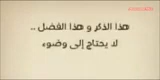 هذا الذكر و هذا الفضل ..
لا يحتاج إلى وضوء